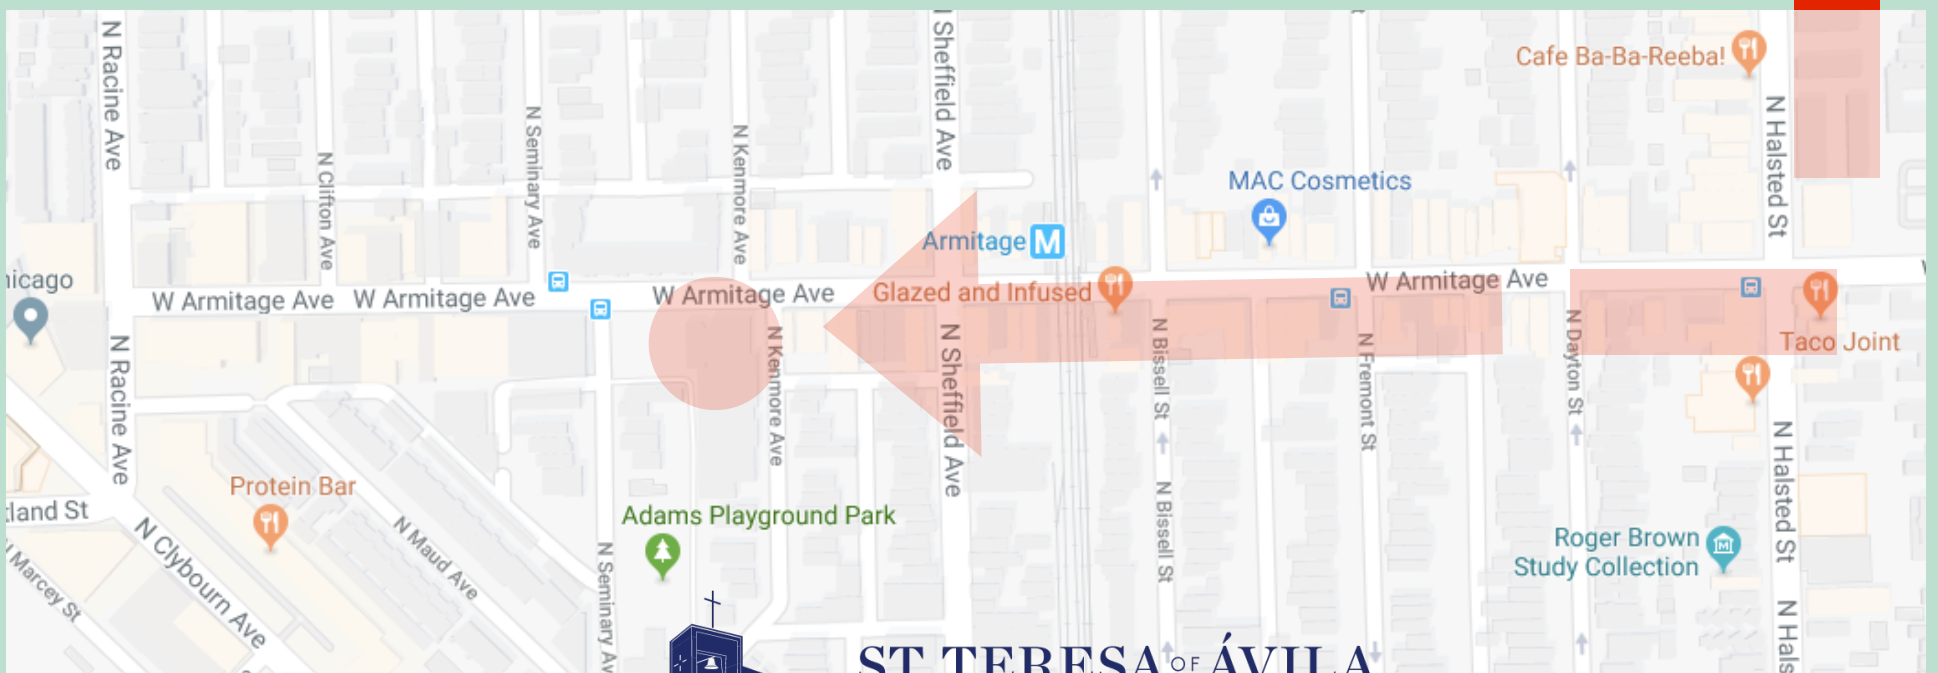 N Racine Ave
N Clifton Ave
N Seminary Ave
N Kenmore Ave
N Sheffield Ave
Cafe Ba-Ba-Reeba!
N Halsted St
MAC Cosmetics
Armitage M
hicago
W Armitage Ave
W Armitage Ave
W Armitage Ave
Glazed and Infused
W Armitage Ave
Taco Joint
N Racine Ave
N Kenmore Ave
N Sheffield Ave
N Bissell St
N Fremont St
N Dayton St
N Halsted St
Protein Bar
tland St
N Marcey St
N Clybourn Ave
N Maud Ave
N Seminary Av
Adams Playground Park
N Bissell St
Roger Brown
Study Collection
N Hals
ST TERESA OF ÁVILA